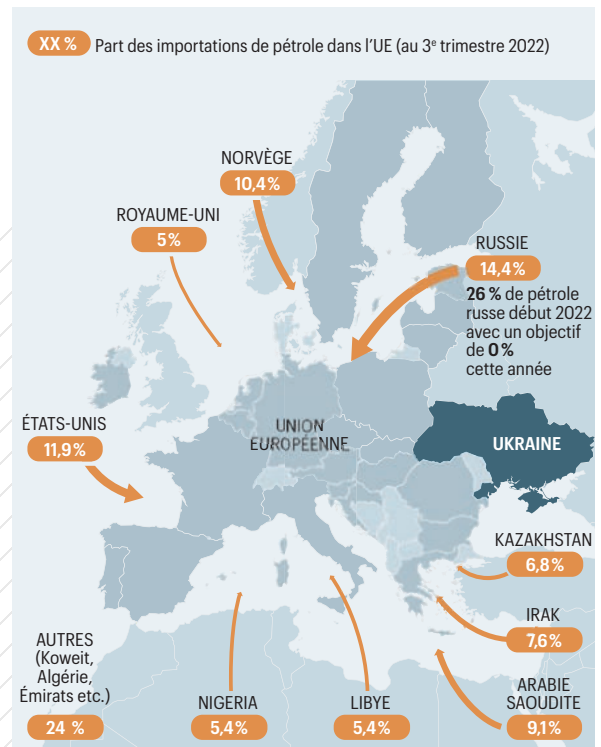 XX % Part des importations de pétrole dans l'UE (au 3e trimestre 2022)
NORVÈGE
10,4%
ROYAUME-UNI
5%
RUSSIE
14,4%
26 % de pétrole
russe début 2022
avec un objectif
de 0 %
cette année
ÉTATS-UNIS
11,9%
UNION
EUROPÉENNE
UKRAINE
KAZAKHSTAN
6,8%
IRAK
7,6%
AUTRES
(Koweit,
Algérie,
Émirats etc.)
24 %
NIGERIA
5,4%
LIBYE
5,4%
ARABIE
SAOUDITE
9,1%